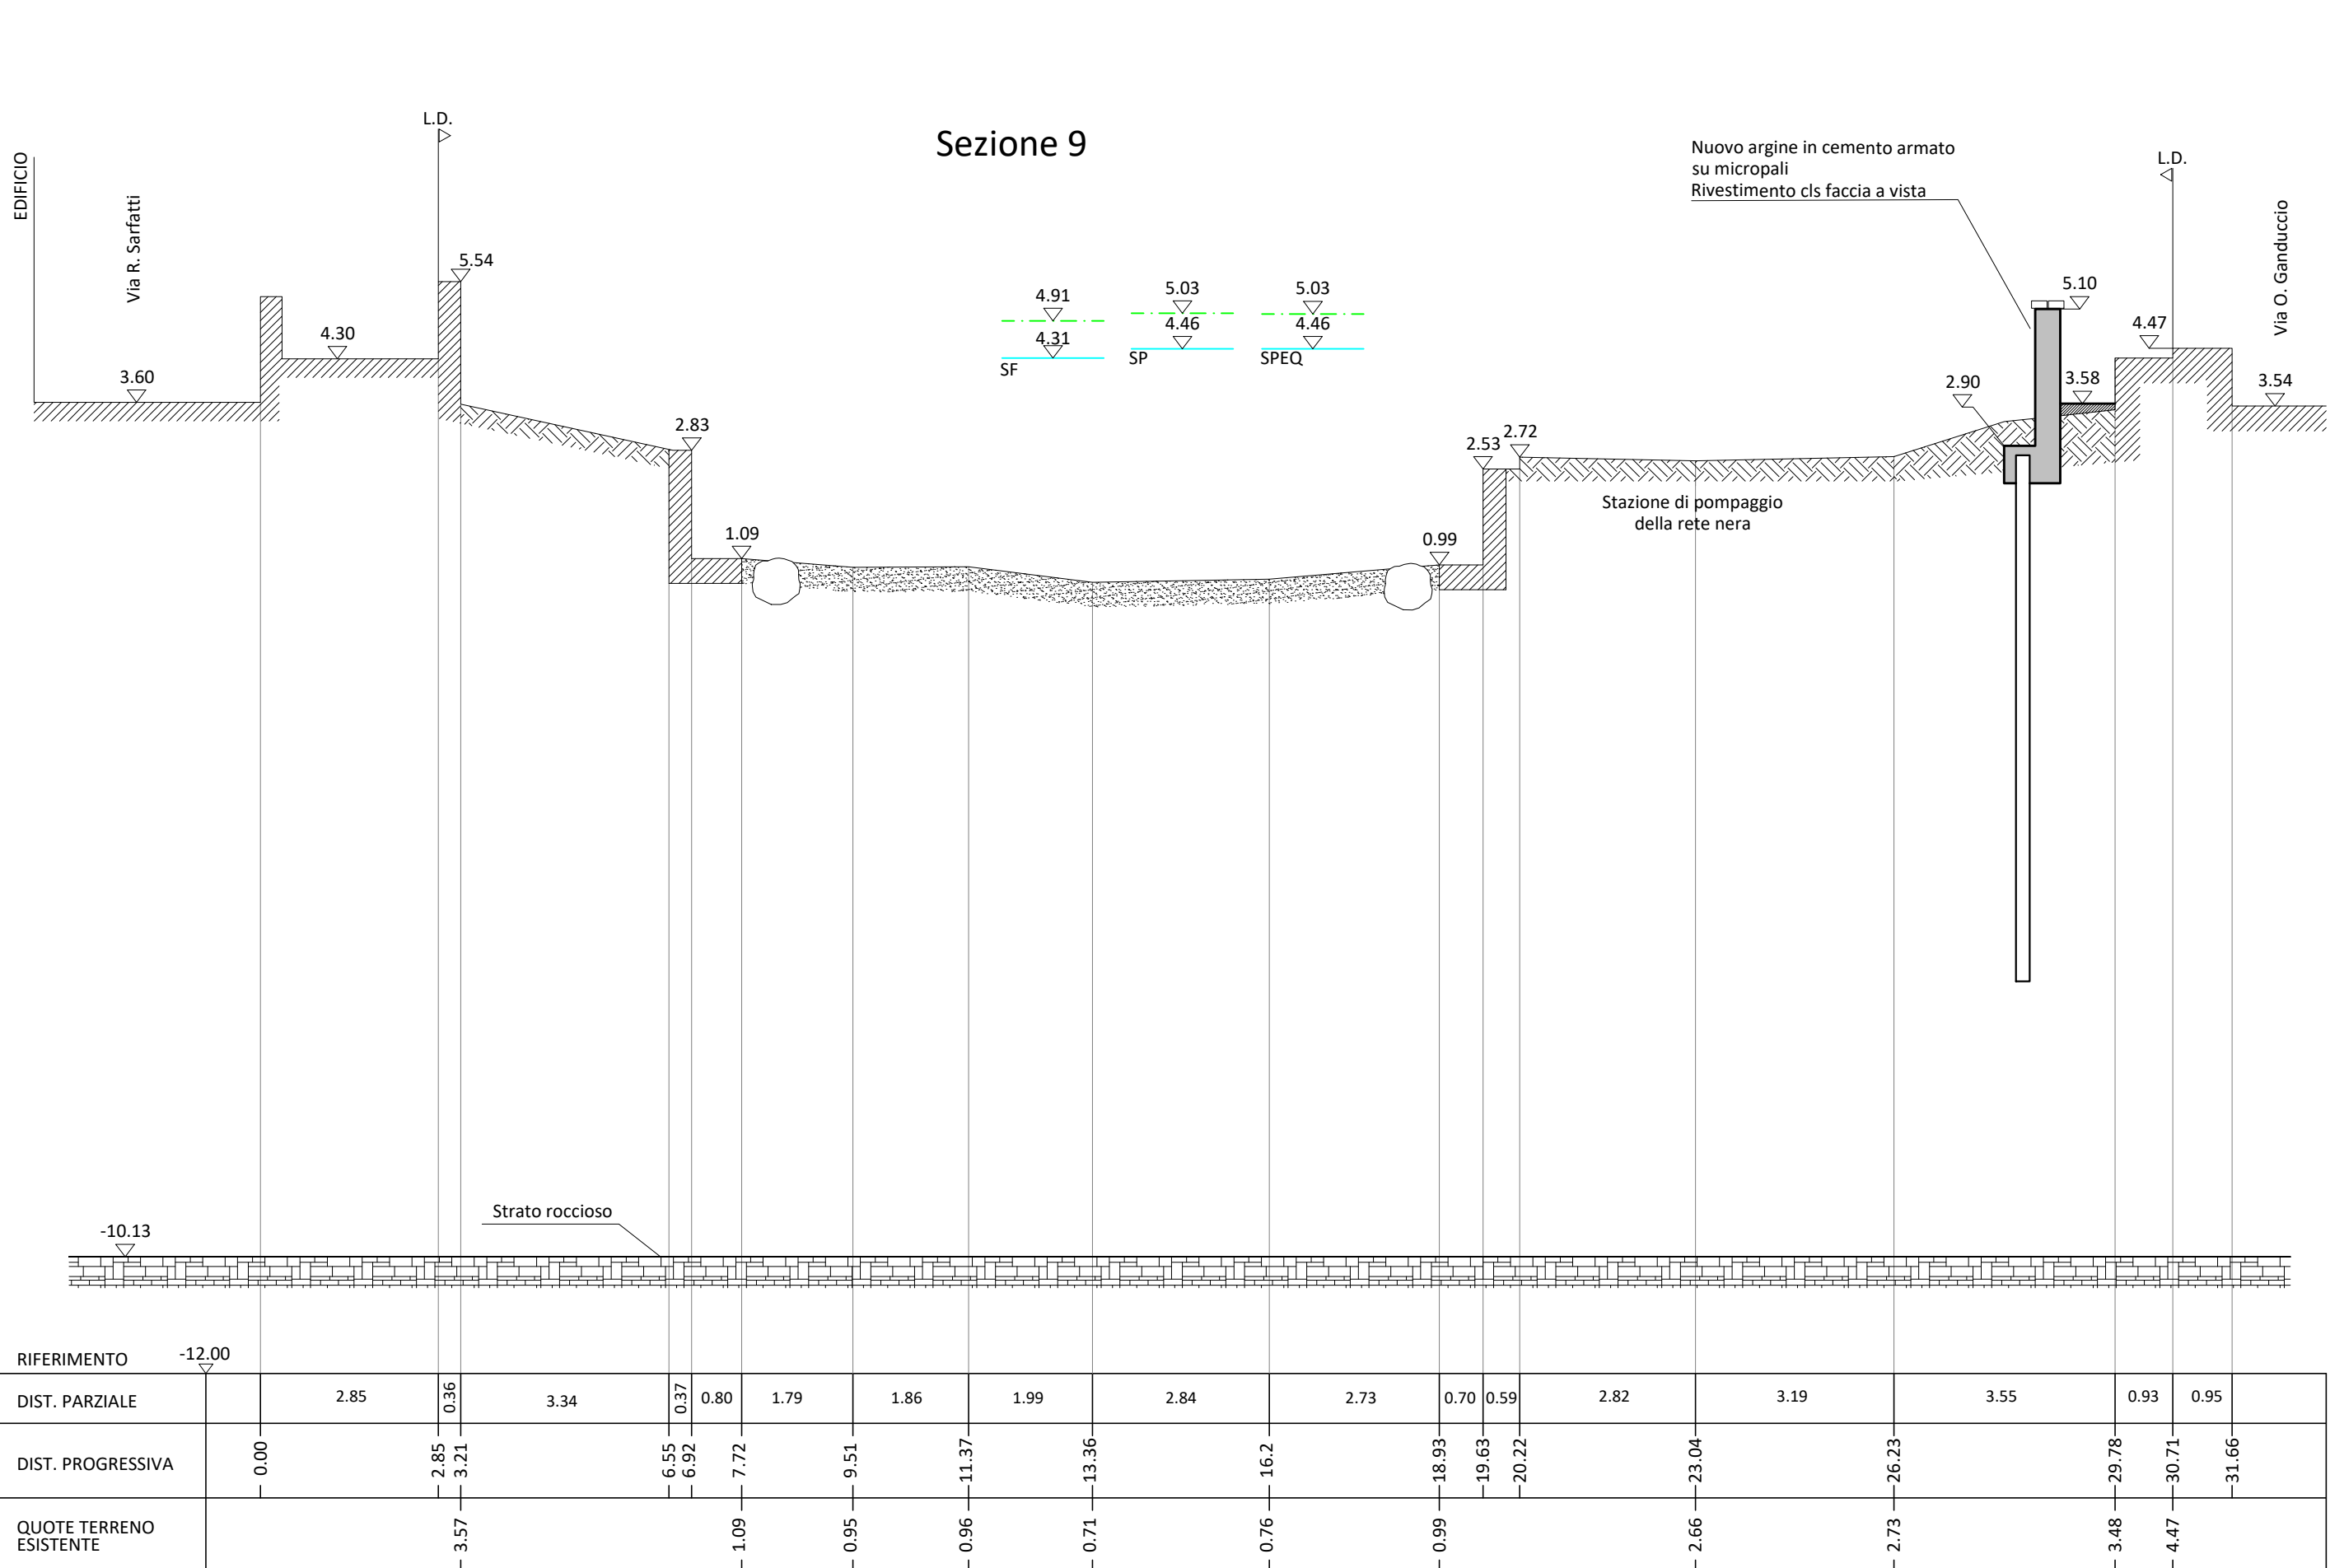 Sezione 9
L.D.
EDIFICIO
Via R. Sarfatti
Nuovo argine in cemento armato
su micropali
Rivestimento cls faccia a vista
L.D.
Via O. Ganduccio
5.54
4.30
3.60
4.91
4.31
SF
5.03
4.46
SP
5.03
4.46
SPEQ
5.10
4.47
3.58
3.54
2.90
2.83
2.53
2.72
1.09
0.99
Stazione di pompaggio
della rete nera
Strato roccioso
-10.13
RIFERIMENTO -12.00
DIST. PARZIALE 2.85 0.36 3.34 0.37 0.80 1.79 1.86 1.99 2.84 2.73 0.70 0.59 2.82 3.19 3.55 0.93 0.95
DIST. PROGRESSIVA 0.00 2.85 3.21 6.55 6.92 7.72 9.51 11.37 13.36 16.2 18.93 19.63 20.22 23.04 26.23 29.78 30.71 31.66
QUOTE TERRENO
ESISTENTE
3.57 1.09 0.95 0.96 0.71 0.76 0.99 2.66 2.73 3.48 4.47